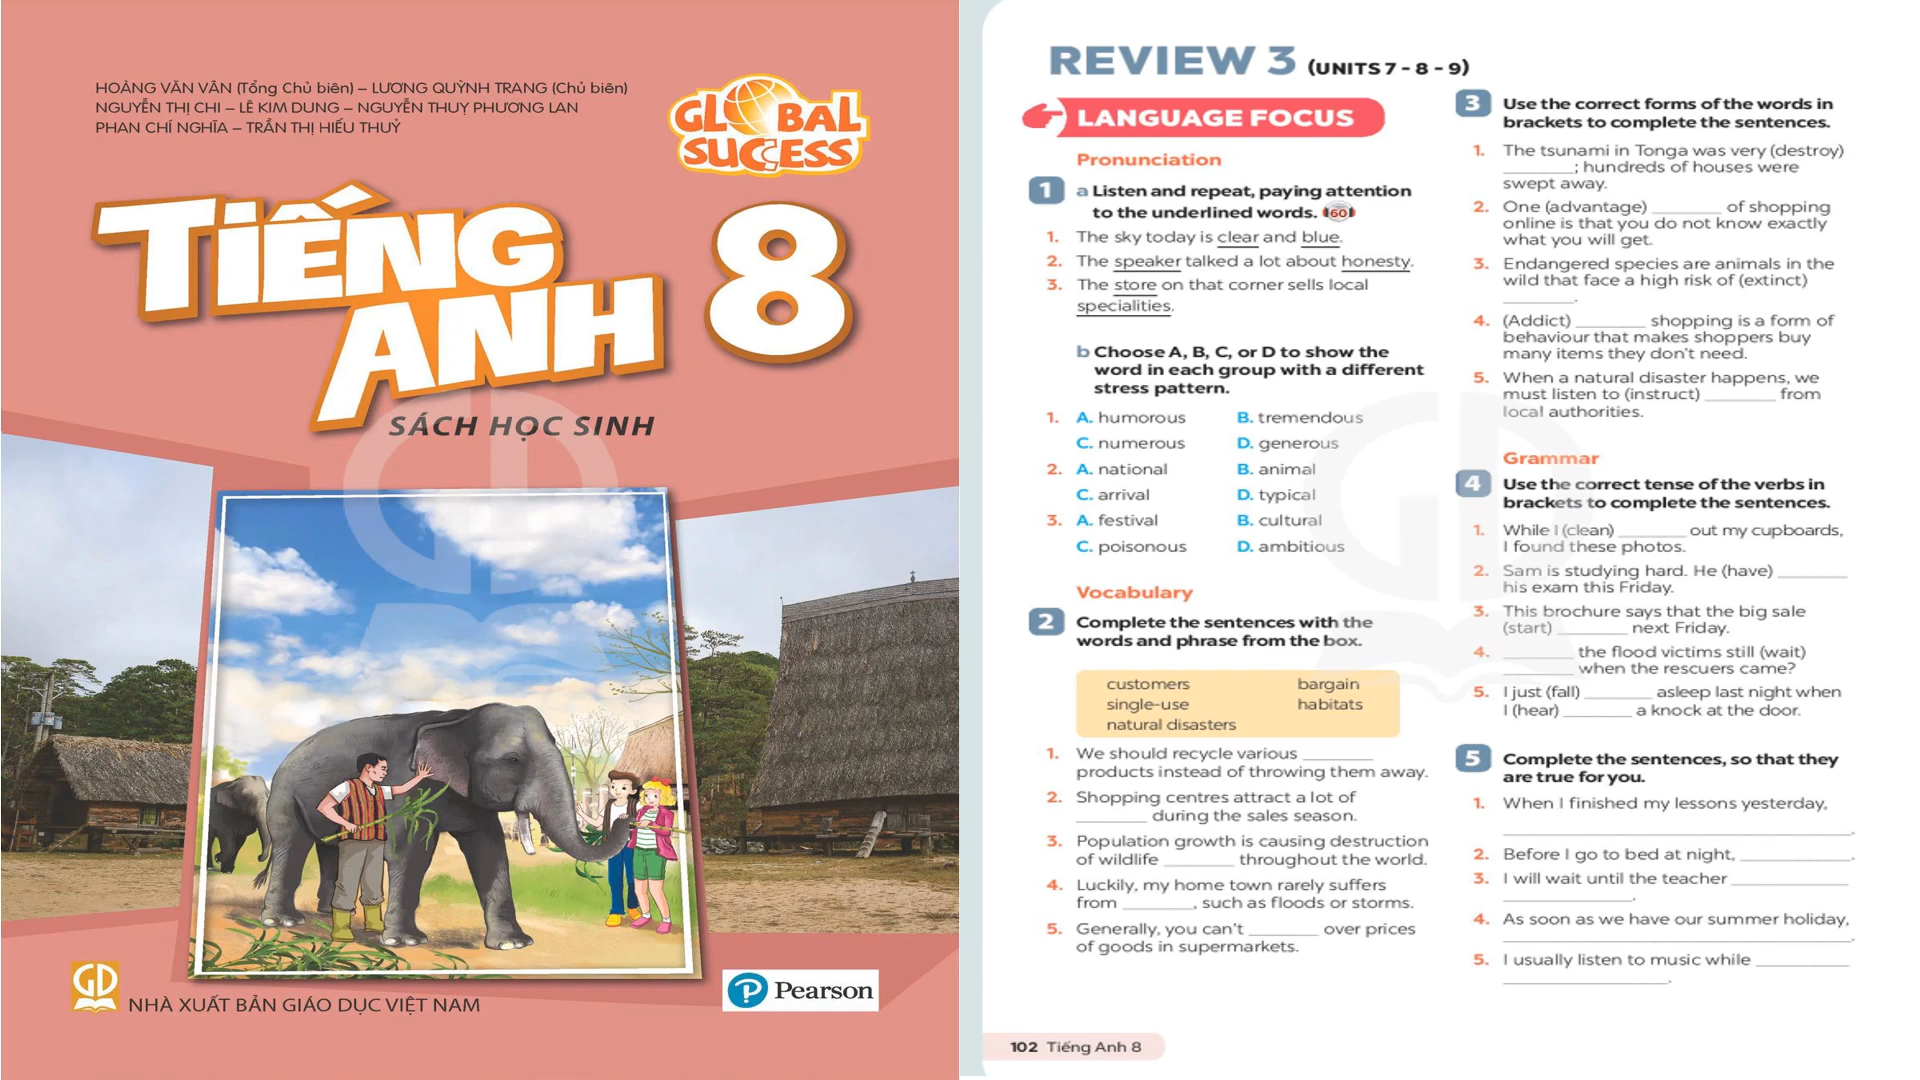 HOÀNG VĂN VÂN (Tổng Chủ biên) – LƯƠNG QUỲNH TRANG (Chủ biên)
NGUYỄN THỊ CHI – LÊ KIM DUNG – NGUYỄN THUỴ PHƯƠNG LAN
PHAN CHÍ NGHĨA – TRẦN THỊ HIẾU THUỶ
GLOBAL
SUCCESS
TIẾNG
ANH 8
SÁCH HỌC SINH
GD
NHÀ XUẤT BẢN GIÁO DỤC VIỆT NAM
P Pearson
REVIEW 3 (UNITS 7 - 8 - 9)
LANGUAGE FOCUS
Pronunciation
1 a Listen and repeat, paying attention
to the underlined words. 60
1. The sky today is clear and blue.
2. The speaker talked a lot about honesty.
3. The store on that corner sells local
specialities.
b Choose A, B, C, or D to show the
word in each group with a different
stress pattern.
1. A. humorous B. tremendous
C. numerous D. generous
2. A. national B. animal
C. arrival D. typical
3. A. festival B. cultural
C. poisonous D. ambitious
Vocabulary
2 Complete the sentences with the
words and phrase from the box.
customers bargain
single-use habitats
natural disasters
1. We should recycle various ________
products instead of throwing them away.
2. Shopping centres attract a lot of
________ during the sales season.
3. Population growth is causing destruction
of wildlife ________ throughout the world.
4. Luckily, my home town rarely suffers
from ________, such as floods or storms.
5. Generally, you can't ________ over prices
of goods in supermarkets.
102 Tiếng Anh 8
3 Use the correct forms of the words in
brackets to complete the sentences.
1. The tsunami in Tonga was very (destroy)
________; hundreds of houses were
swept away.
2. One (advantage) ________ of shopping
online is that you do not know exactly
what you will get.
3. Endangered species are animals in the
wild that face a high risk of (extinct)
________.
4. (Addict) ________ shopping is a form of
behaviour that makes shoppers buy
many items they don't need.
5. When a natural disaster happens, we
must listen to (instruct) ________ from
local authorities.
Grammar
4 Use the correct tense of the verbs in
brackets to complete the sentences.
1. While I (clean) ________ out my cupboards,
I found these photos.
2. Sam is studying hard. He (have) ________
his exam this Friday.
3. This brochure says that the big sale
(start) ________ next Friday.
4. ________ the flood victims still (wait)
________ when the rescuers came?
5. I just (fall) ________ asleep last night when
I (hear) ________ a knock at the door.
5 Complete the sentences, so that they
are true for you.
1. When I finished my lessons yesterday,
________________.
2. Before I go to bed at night, ____________.
3. I will wait until the teacher ____________
____________.
4. As soon as we have our summer holiday,
________________.
5. I usually listen to music while __________
________________.